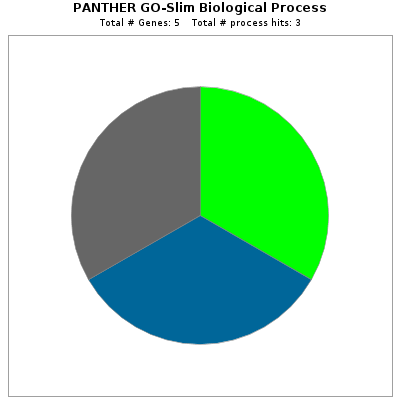 PANTHER GO-Slim Biological Process
Total # Genes: 5 Total # process hits: 3